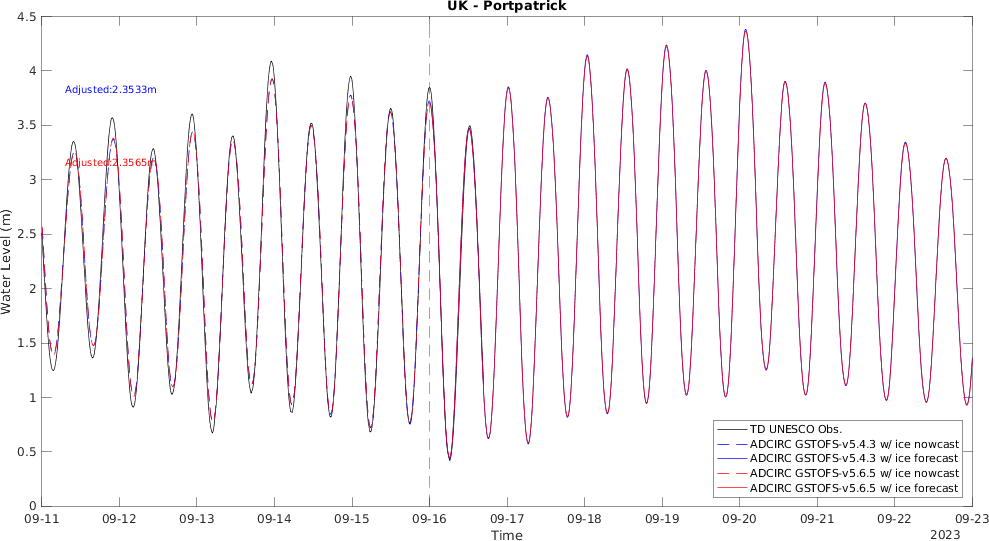 UK - Portpatrick
4.5
4
3.5
3
2.5
2
1.5
1
0.5
0
Water Level (m)
Adjusted:2.3533m
Adjusted:2.3565m
TD UNESCO Obs.
ADCIRC GSTOFS-v5.4.3 w/ ice nowcast
ADCIRC GSTOFS-v5.4.3 w/ ice forecast
ADCIRC GSTOFS-v5.6.5 w/ ice nowcast
ADCIRC GSTOFS-v5.6.5 w/ ice forecast
09-11 09-12 09-13 09-14 09-15 09-16 09-17 09-18 09-19 09-20 09-21 09-22 09-23
Time
2023